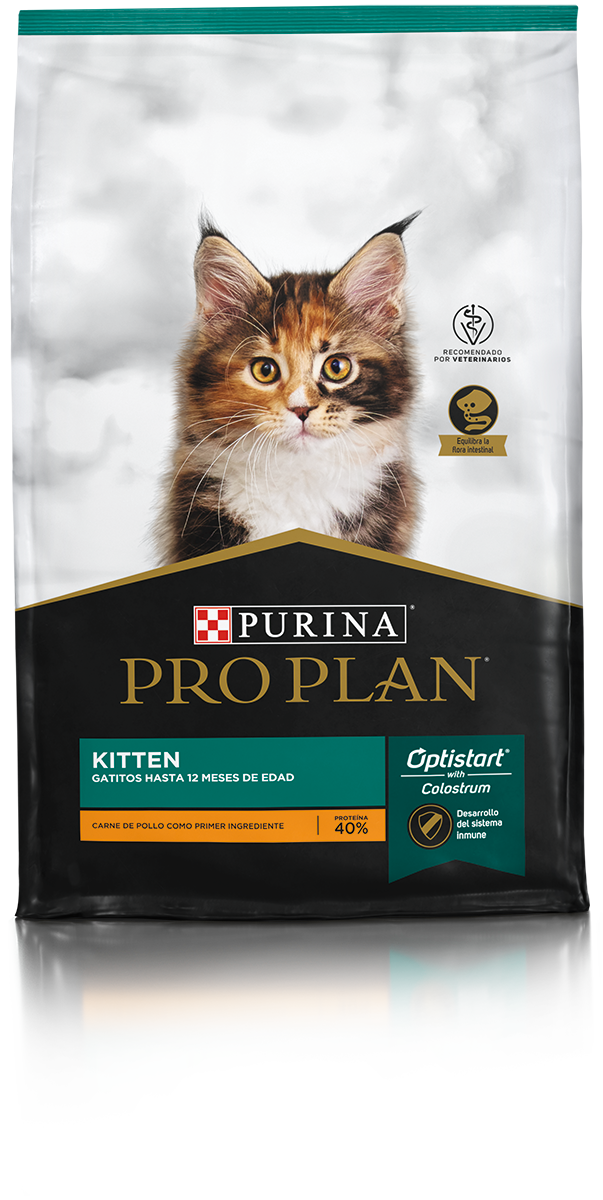 RECOMENDADO
POR VETERINARIOS
Equilibra la
flora intestinal
PURINA®
PRO PLAN®
KITTEN
GATITOS HASTA 12 MESES DE EDAD
CARNE DE POLLO COMO PRIMER INGREDIENTE
PROTEÍNA
40%
Optistart®
with
Colostrum
Desarrollo
del sistema
inmune